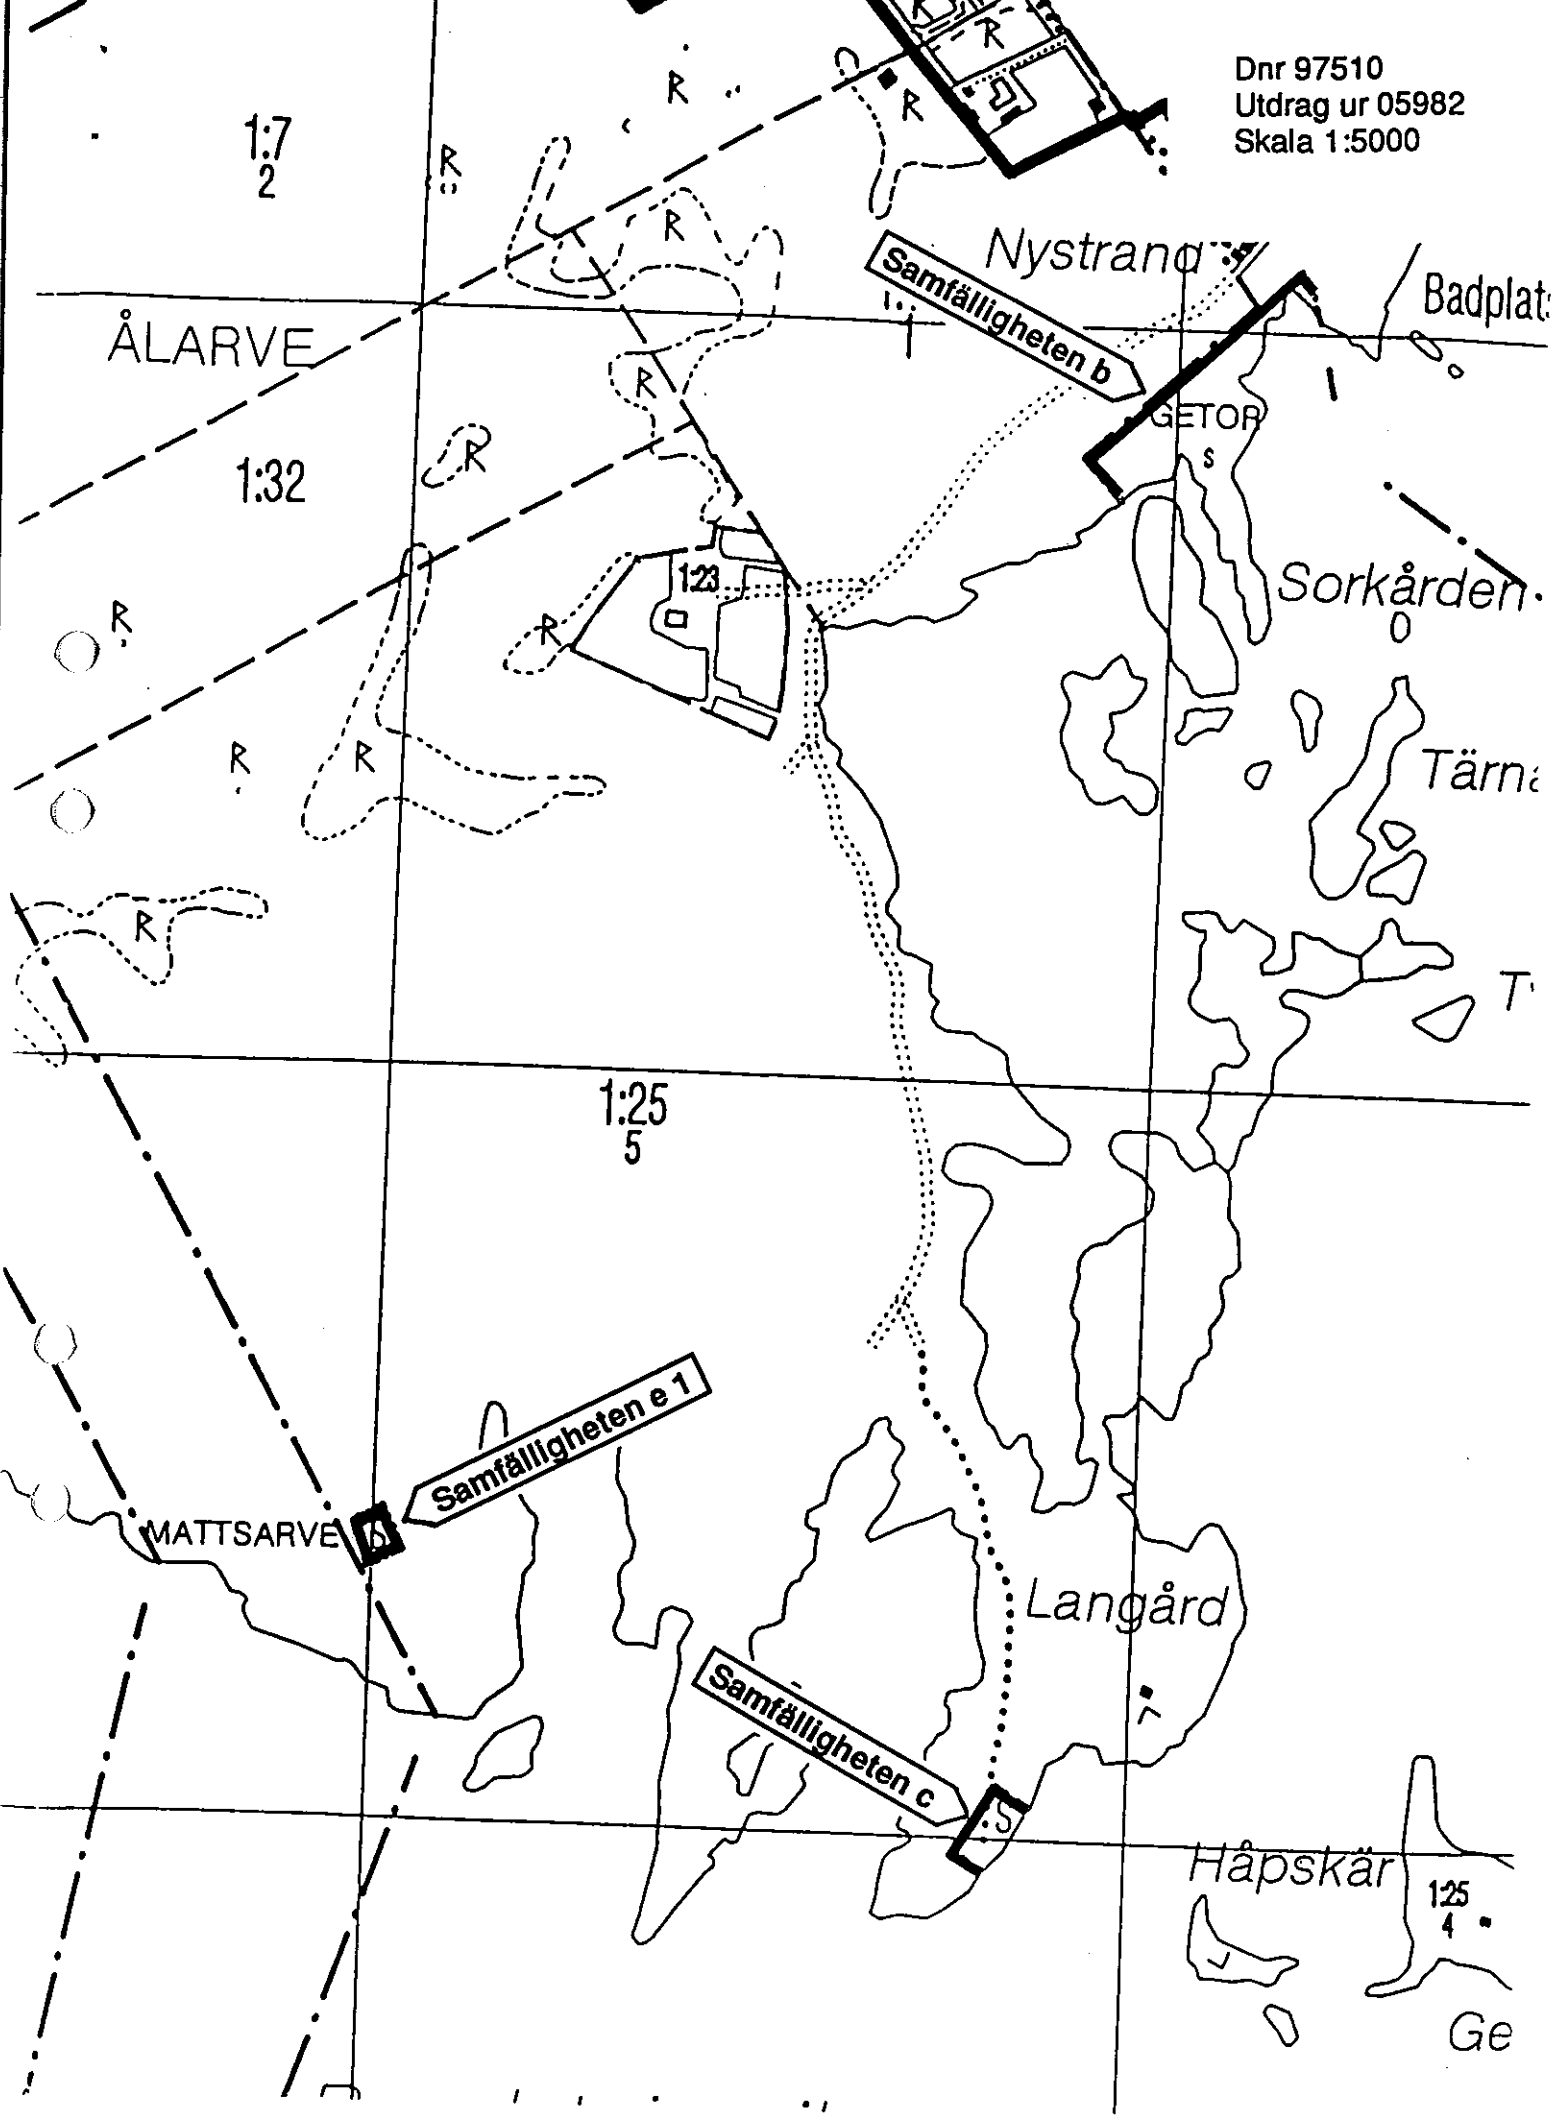 R
R
R
R
Dnr 97510
Utdrag ur 05982
Skala 1:5000
1:7
2
R
R
Nystrand
Samfälligheten b
Badplats
ÅLARVE
R
GETOR
s
R
1:32
1:23
Sorkården
R
R
R
R
Tärna
R
1:25
5
Samfälligheten e 1
MATTSARVE
Langård
Samfälligheten c
S
Håpskär
1:25
4
Ge